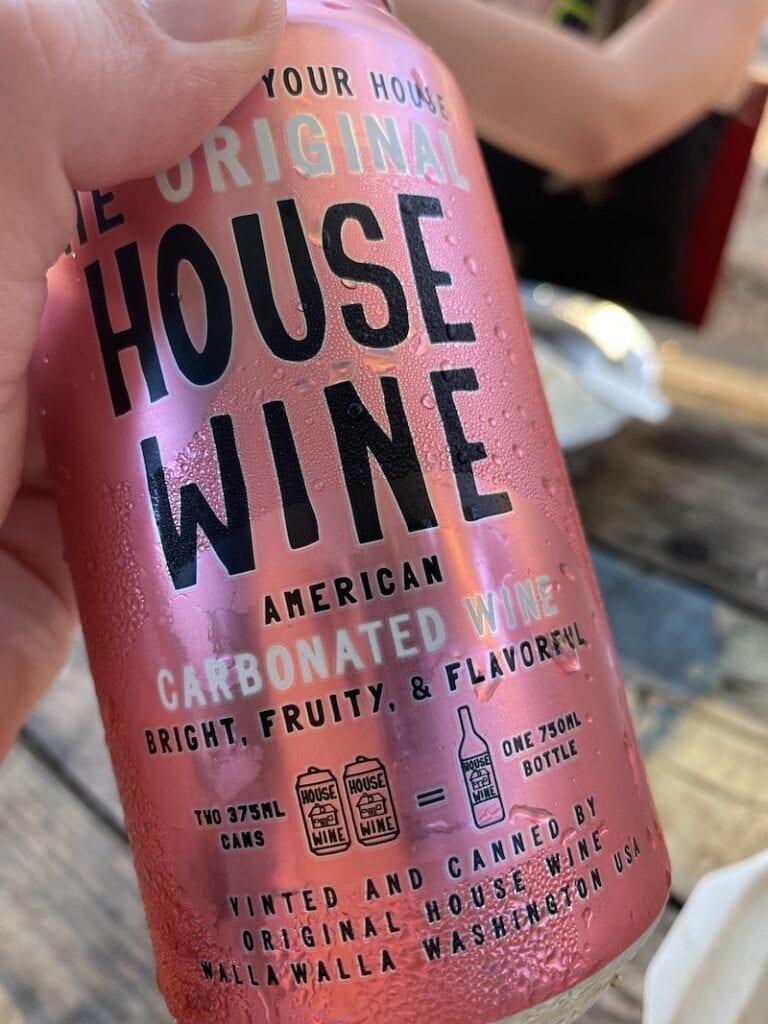 YOUR HOUSE
THE ORIGINAL
HOUSE
WINE
AMERICAN
CARBONATED WINE
BRIGHT, FRUITY, & FLAVORFUL
TWO 375ML
CANS
HOUSE
WINE
HOUSE
WINE
=
HOUSE
WINE
ONE 750ML
BOTTLE
VINTED AND CANNED BY
ORIGINAL HOUSE WINE
WALLA WALLA WASHINGTON USA